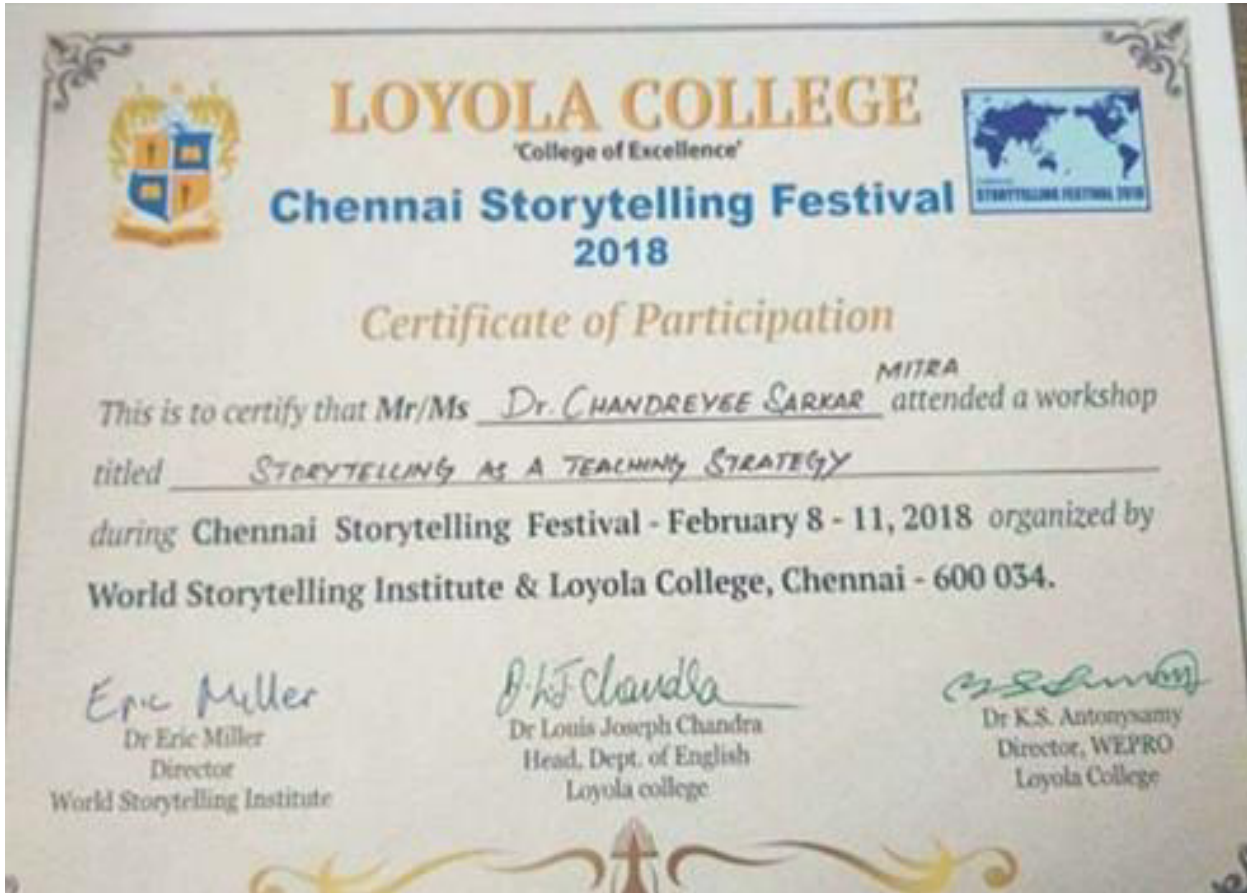 LOYOLA COLLEGE
'College of Excellence'
Chennai Storytelling Festival
2018
STORYTELLING FESTIVAL 2018
Certificate of Participation
MITRA
This is to certify that Mr/Ms Dr. CHANDREYEE SARKAR attended a workshop
titled STORYTELLING AS A TEACHING STRATEGY
during Chennai Storytelling Festival - February 8 - 11, 2018 organized by
World Storytelling Institute & Loyola College, Chennai - 600 034.
Eric Miller
Dr Eric Miller
Director
World Storytelling Institute
Dr Louis Joseph Chandra
Head, Dept. of English
Loyola college
Dr K.S. Antonysamy
Director, WEPRO
Loyola College